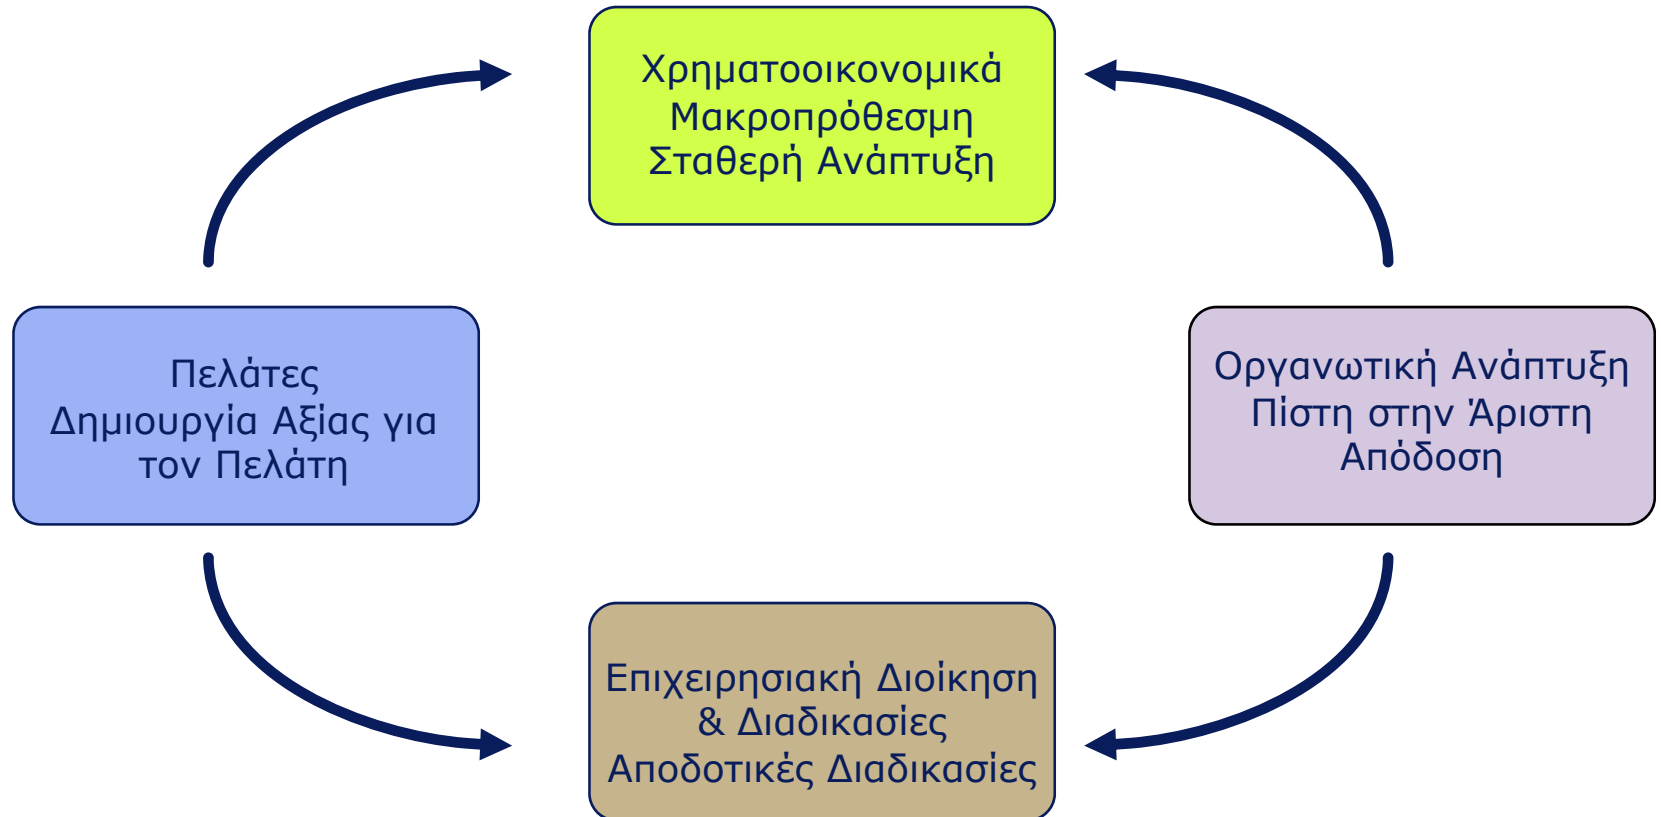 Χρηματοοικονομικά
Μακροπρόθεσμη
Σταθερή Ανάπτυξη
Πελάτες
Δημιουργία Αξίας για
τον Πελάτη
Οργανωτική Ανάπτυξη
Πίστη στην Άριστη
Απόδοση
Επιχειρησιακή Διοίκηση
& Διαδικασίες
Αποδοτικές Διαδικασίες